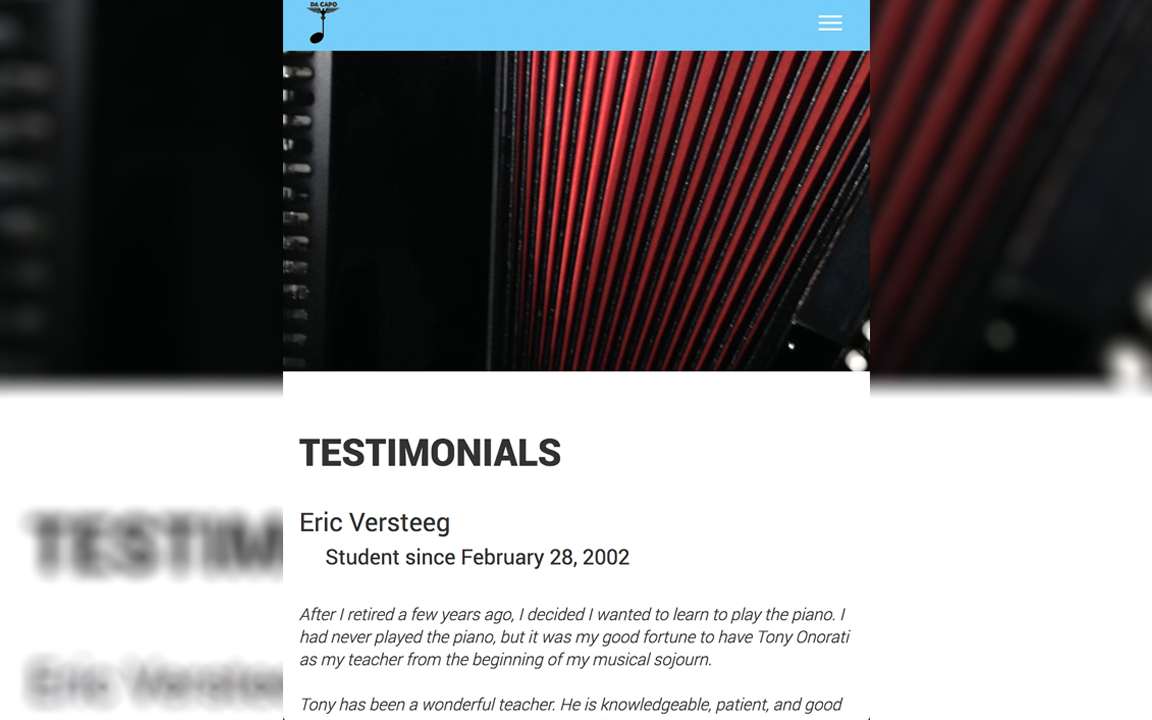 DA CAPO
TESTIMONIALS
Eric Versteeg
Student since February 28, 2002
After I retired a few years ago, I decided I wanted to learn to play the piano. I
had never played the piano, but it was my good fortune to have Tony Onorati
as my teacher from the beginning of my musical sojourn.
Tony has been a wonderful teacher. He is knowledgeable, patient, and good